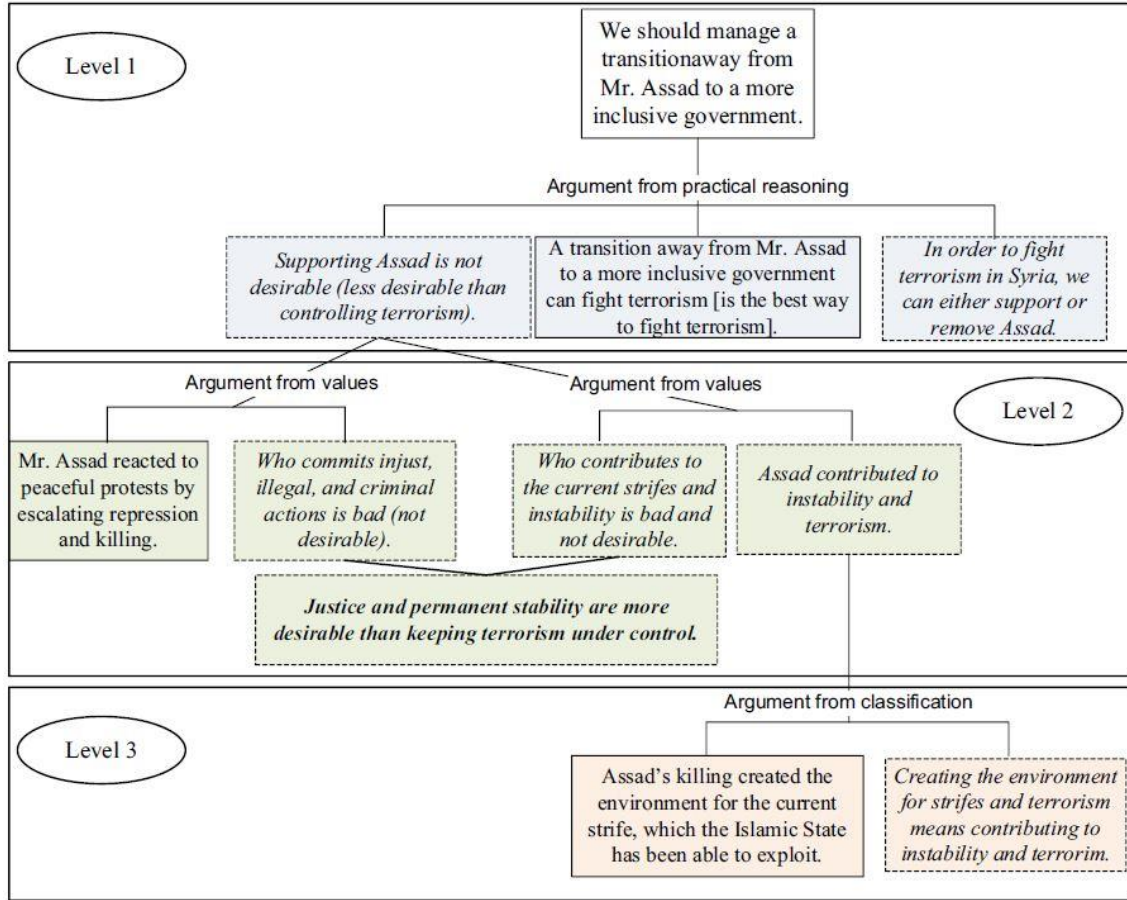 Level 1
We should manage a
transitionaway from
Mr. Assad to a more
inclusive government.
Argument from practical reasoning
Supporting Assad is not
desirable (less desirable than
controlling terrorism).
A transition away from Mr. Assad
to a more inclusive government
can fight terrorism [is the best way
to fight terrorism].
In order to fight
terrorism in Syria, we
can either support or
remove Assad.
Level 2
Argument from values
Argument from values
Mr. Assad reacted to
peaceful protests by
escalating repression
and killing.
Who commits injust,
illegal, and criminal
actions is bad (not
desirable).
Who contributes to
the current strifes and
instability is bad and
not desirable.
Assad contributed to
instability and
terrorism.
Justice and permanent stability are more
desirable than keeping terrorism under control.
Level 3
Argument from classification
Assad's killing created the
environment for the current
strife, which the Islamic State
has been able to exploit.
Creating the environment
for strifes and terrorism
means contributing to
instability and terrorim.